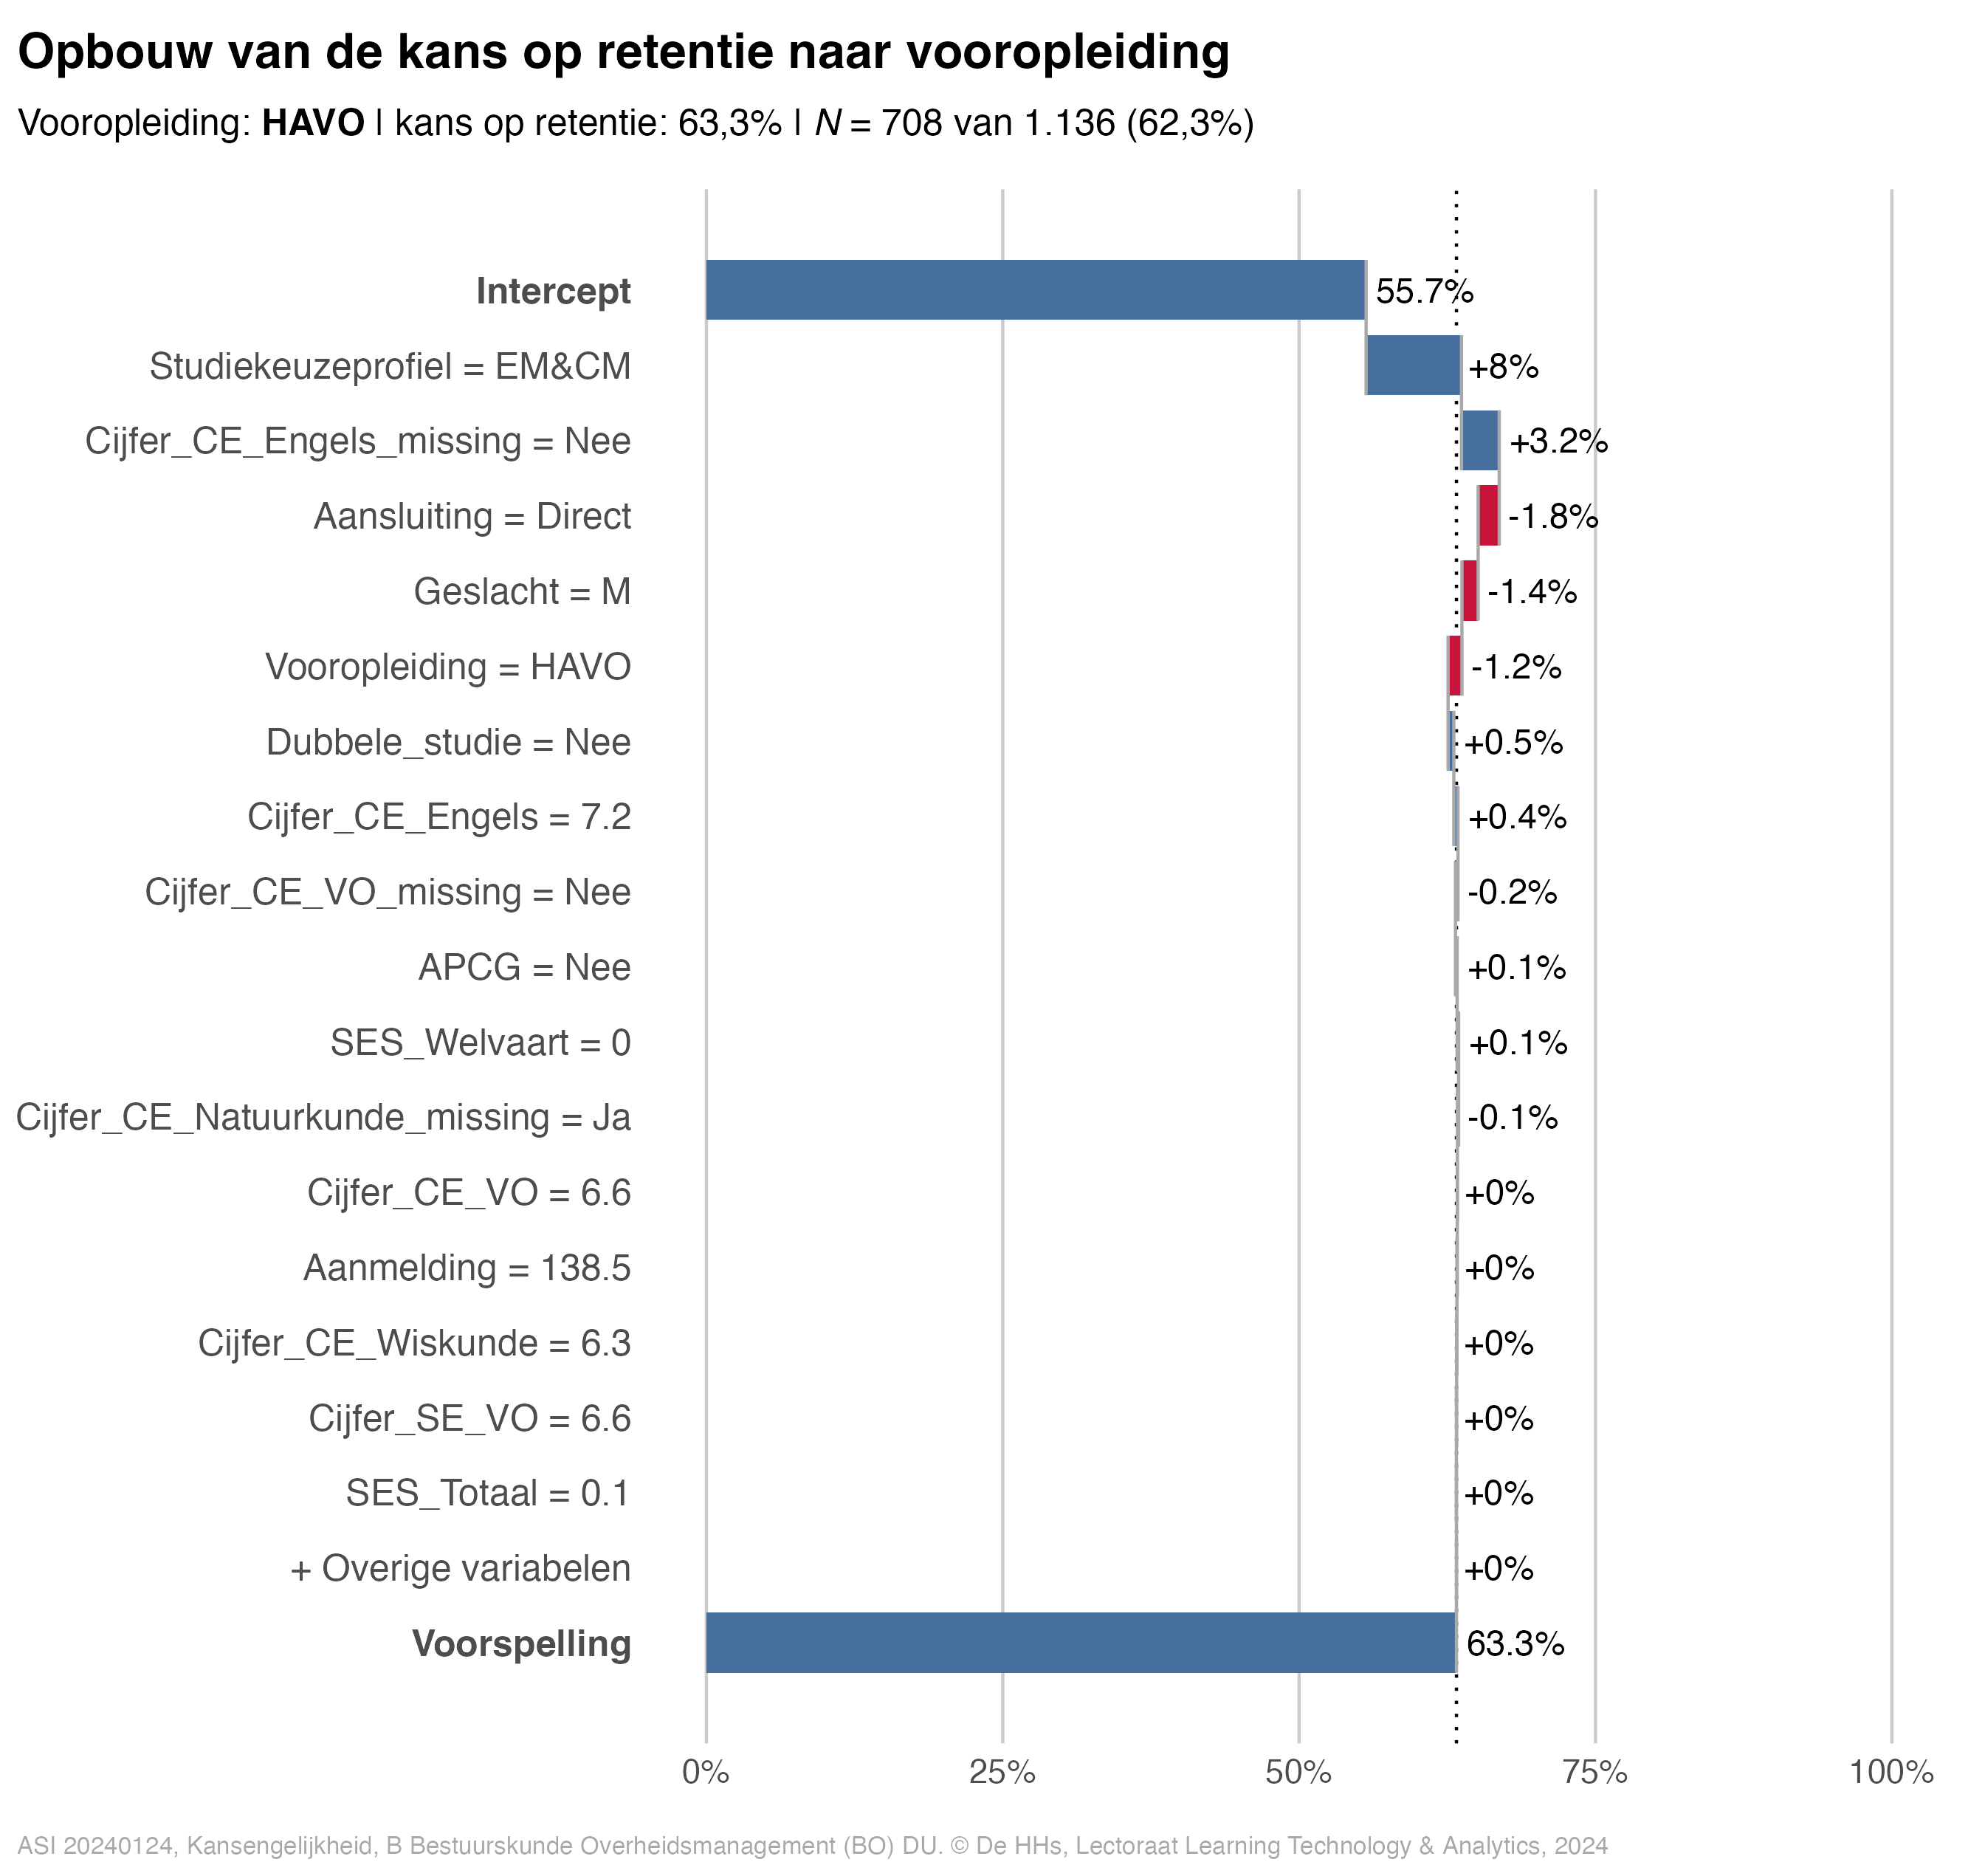 Opbouw van de kans op retentie naar vooropleiding
Vooropleiding: HAVO | kans op retentie: 63,3% | N = 708 van 1.136 (62,3%)
Intercept 55.7%
Studiekeuzeprofiel = EM&CM +8%
Cijfer_CE_Engels_missing = Nee +3.2%
Aansluiting = Direct -1.8%
Geslacht = M -1.4%
Vooropleiding = HAVO -1.2%
Dubbele_studie = Nee +0.5%
Cijfer_CE_Engels = 7.2 +0.4%
Cijfer_CE_VO_missing = Nee -0.2%
APCG = Nee +0.1%
SES_Welvaart = 0 +0.1%
Cijfer_CE_Natuurkunde_missing = Ja -0.1%
Cijfer_CE_VO = 6.6 +0%
Aanmelding = 138.5 +0%
Cijfer_CE_Wiskunde = 6.3 +0%
Cijfer_SE_VO = 6.6 +0%
SES_Totaal = 0.1 +0%
+ Overige variabelen +0%
Voorspelling 63.3%
0% 25% 50% 75% 100%
ASI 20240124, Kansengelijkheid, B Bestuurskunde Overheidsmanagement (BO) DU. © De HHs, Lectoraat Learning Technology & Analytics, 2024